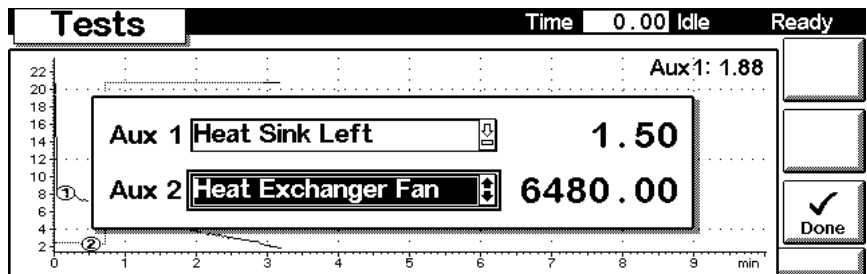 Tests
Time 0.00 Idle Ready
Aux1: 1.88
22
20
18
16
14
12
10
8
6
4
2
1
2
Aux 1 Heat Sink Left 1.50
Aux 2 Heat Exchanger Fan 6480.00
Done
0 1 2 3 4 5 6 7 8 9 min